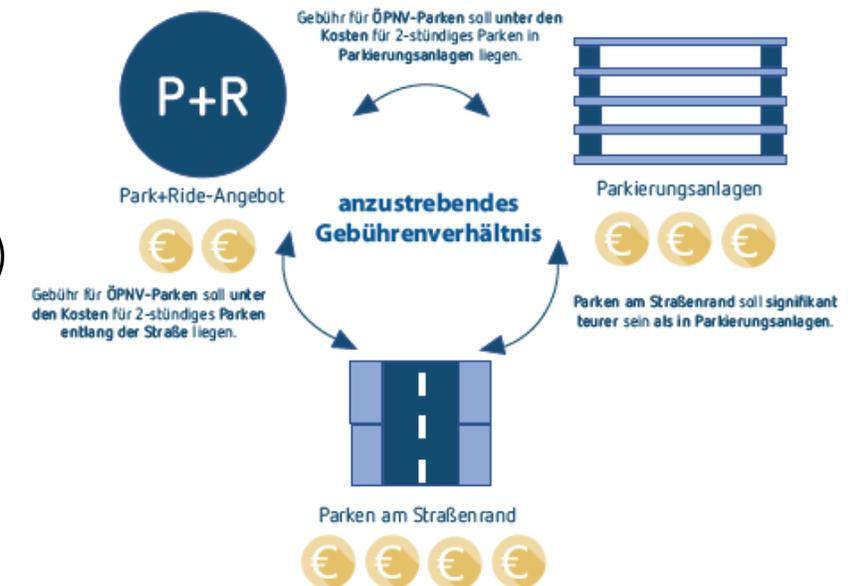 Gebühr für ÖPNV-Parken soll unter den
Kosten für 2-stündiges Parken in
Parkierungsanlagen liegen.
P+R
Park+Ride-Angebot
€ €
Gebühr für ÖPNV-Parken soll unter
den Kosten für 2-stündiges Parken
entlang der Straße liegen.
anzustrebendes
Gebührenverhältnis
Parkierungsanlagen
€ € €
Parken am Straßenrand soll signifikant
teurer sein als in Parkierungsanlagen.
Parken am Straßenrand
€ € € €
)